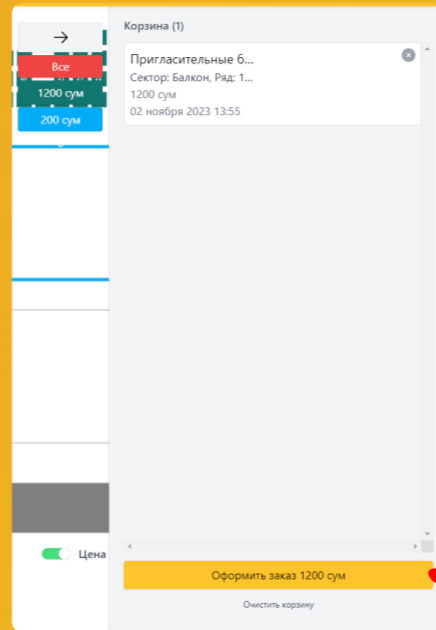 Корзина (1)
Все
1200 сум
200 сум
Пригласительные б...
Сектор: Балкон, Ряд: 1...
1200 сум
02 ноября 2023 13:55
Цена
Оформить заказ 1200 сум
Очистить корзину